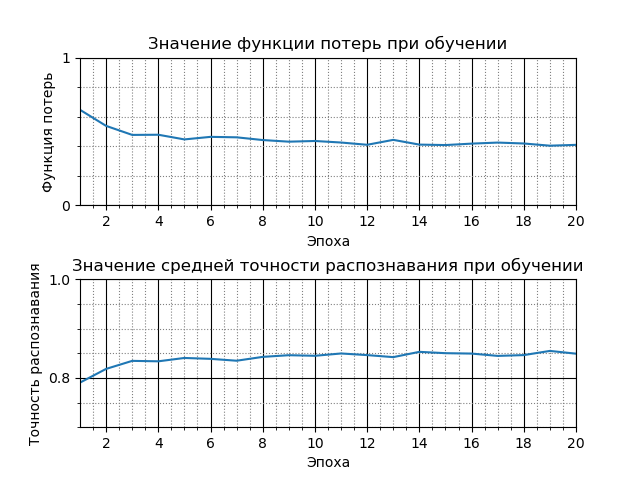 Значение функции потерь при обучении
1
Функция потерь
0
2 4 6 8 10 12 14 16 18 20
Эпоха
Значение средней точности распознавания при обучении
1.0
Точность распознавания
0.8
2 4 6 8 10 12 14 16 18 20
Эпоха